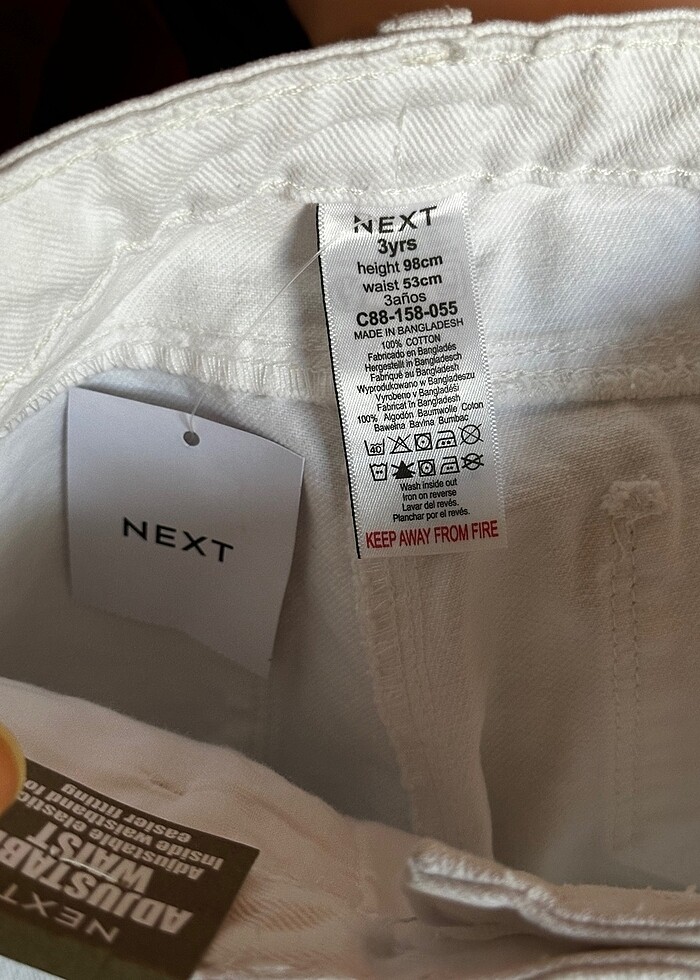 NEXT
3yrs
height 98cm
waist 53cm
3años
C88-158-055
MADE IN BANGLADESH
100% COTTON
Fabricado en Bangladés
Hergestellt in Bangladesch
Fabriqué au Bangladesh
Wyprodukowano w Bangladeszu
Vyrobeno v Bangladéši
Fabricat în Bangladesh
100% Algodón Baumwolle Coton
Bawełna Bavlna Bumbac
40
Wash inside out
Iron on reverse
Lavar del revés.
Planchar por el revés.
KEEP AWAY FROM FIRE
NEXT
NEXT
WAIST
Adjustable elastic
inside waistband fo
easier fitting